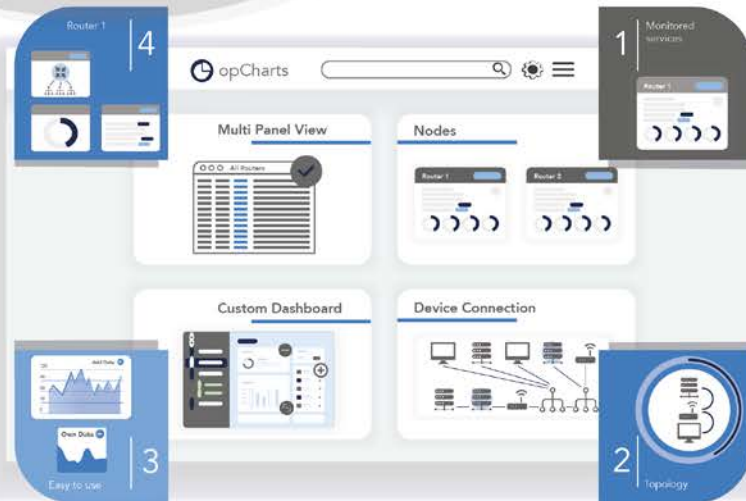 Router 1
4
opCharts
1
Monitored
services
Router 1
Multi Panel View
All Routers
Nodes
Router 1
Router 2
Custom Dashboard
Device Connection
Add Data
Own Data
3
Easy to use
2
Topology